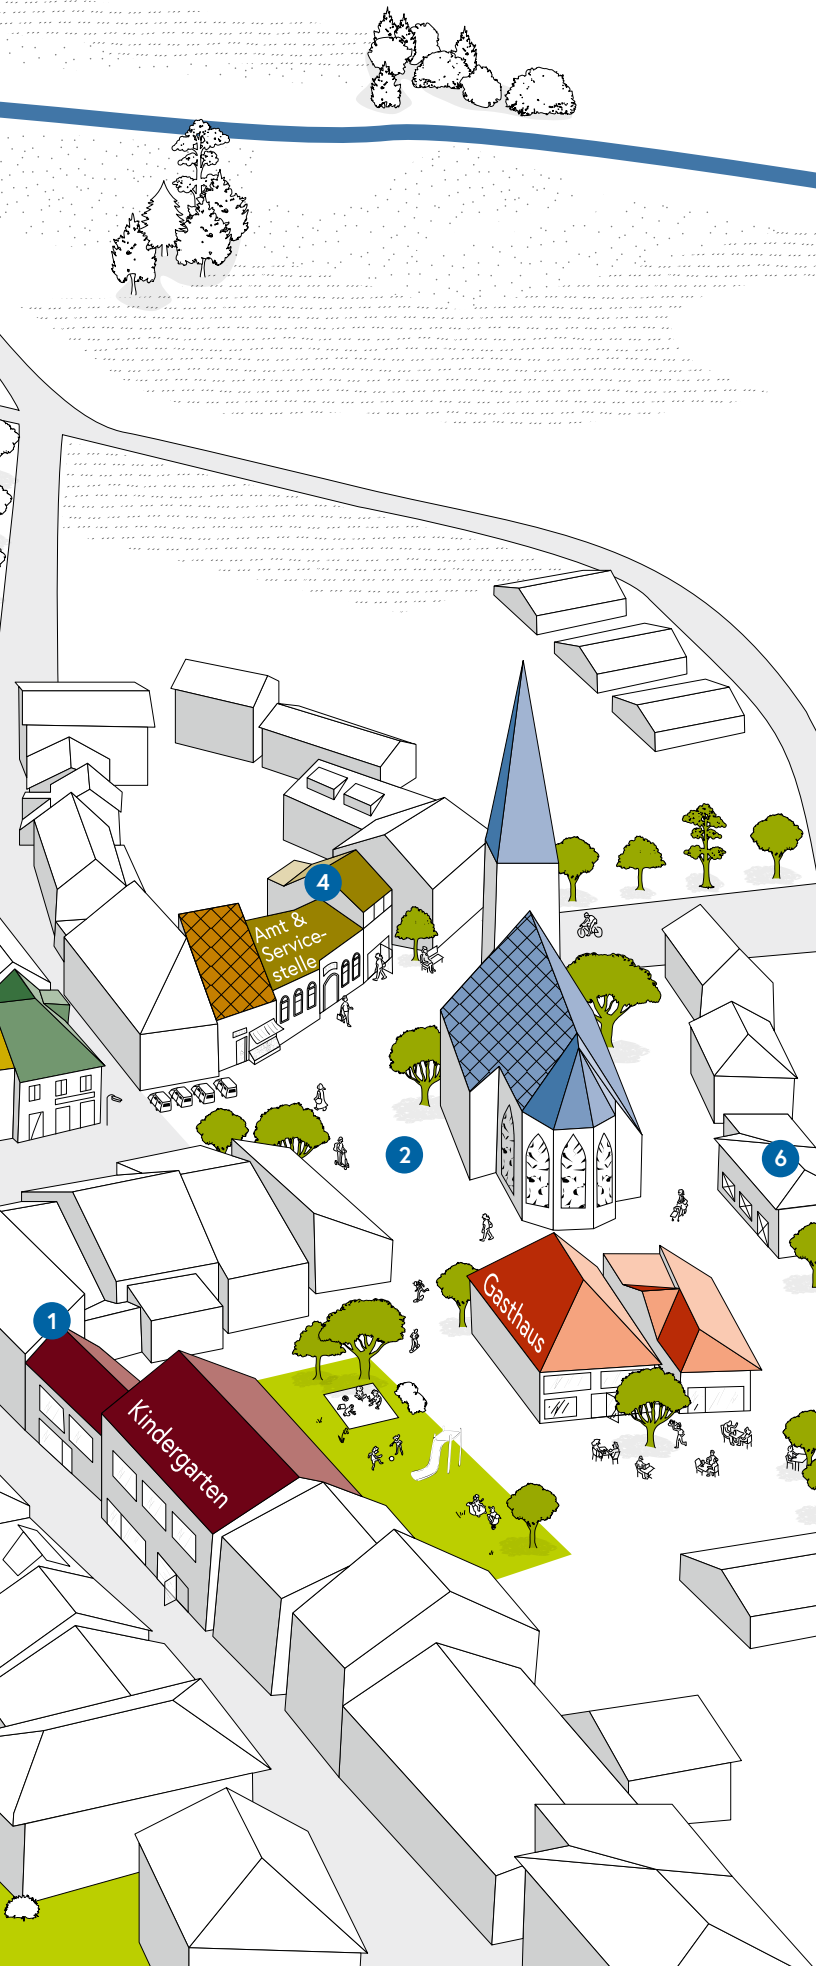 4
Amt &
Service-
stelle
2
6
Gasthaus
1
Kindergarten